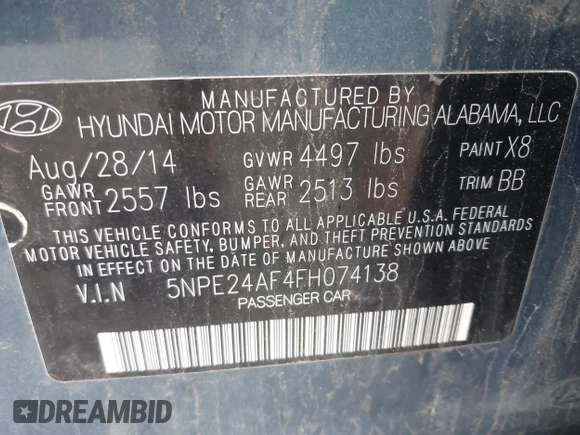 MANUFACTURED BY
HYUNDAI MOTOR MANUFACTURING ALABAMA, LLC
Aug/28/14 GVWR 4497 lbs PAINT X8
GAWR FRONT 2557 lbs GAWR REAR 2513 lbs TRIM BB
THIS VEHICLE CONFORMS TO ALL APPLICABLE U.S.A. FEDERAL
MOTOR VEHICLE SAFETY, BUMPER, AND THEFT PREVENTION STANDARDS
IN EFFECT ON THE DATE OF MANUFACTURE SHOWN ABOVE.
V.I.N 5NPE24AF4FH074138
PASSENGER CAR
DREAMBID